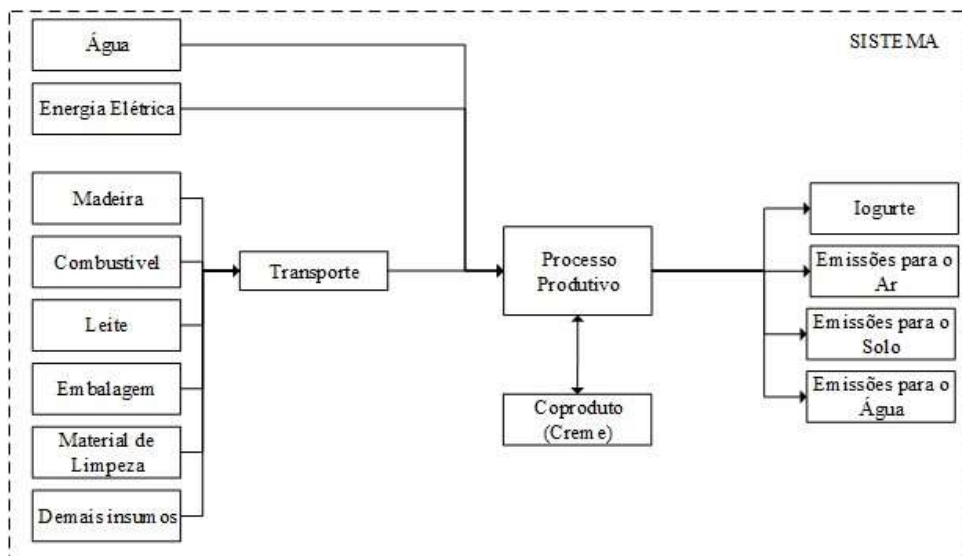 Água
SISTEMA
Energia Elétrica
Madeira
Combustível
Leite
Embalagem
Material de
Limpeza
Demais insumos
Transporte
Processo
Produtivo
Coproduto
(Creme)
Iogurte
Emissões para o
Ar
Emissões para o
Solo
Emissões para o
Água